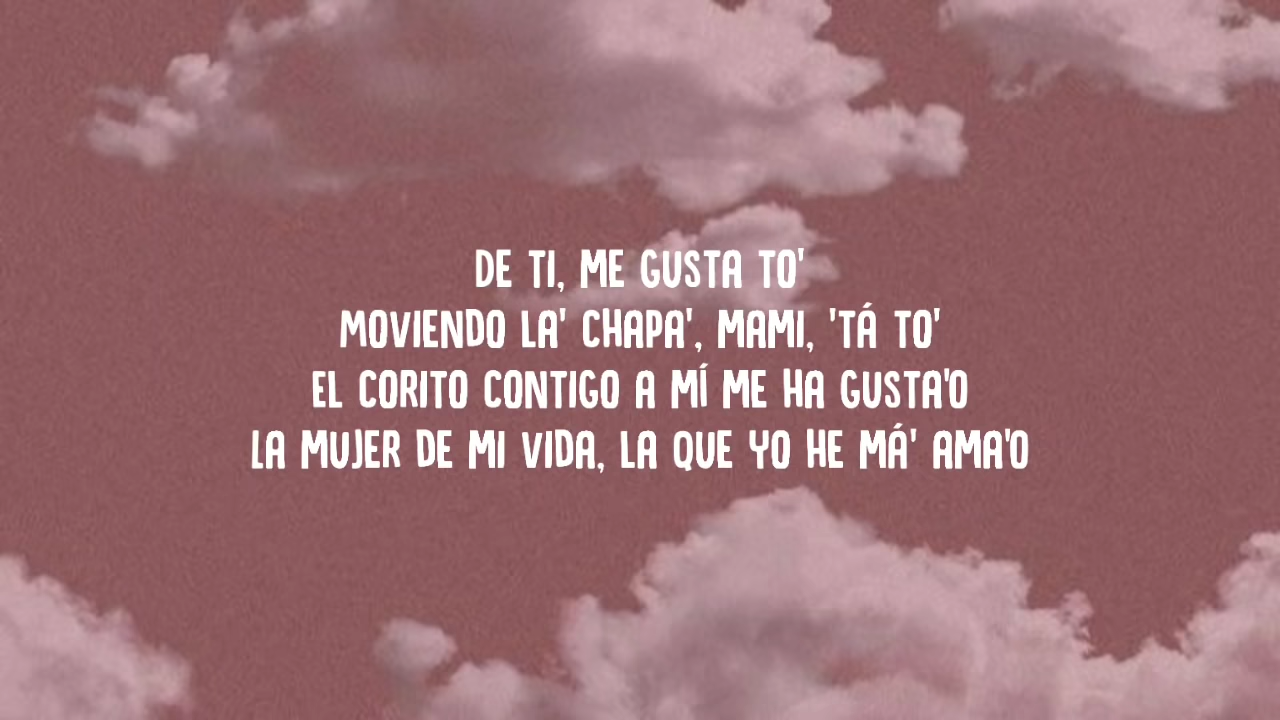 DE TI, ME GUSTA TO'
MOVIENDO LA' CHAPA', MAMI, 'TÁ TO'
EL CORITO CONTIGO A MÍ ME HA GUSTA'O
LA MUJER DE MI VIDA, LA QUE YO HE MÁ' AMA'O